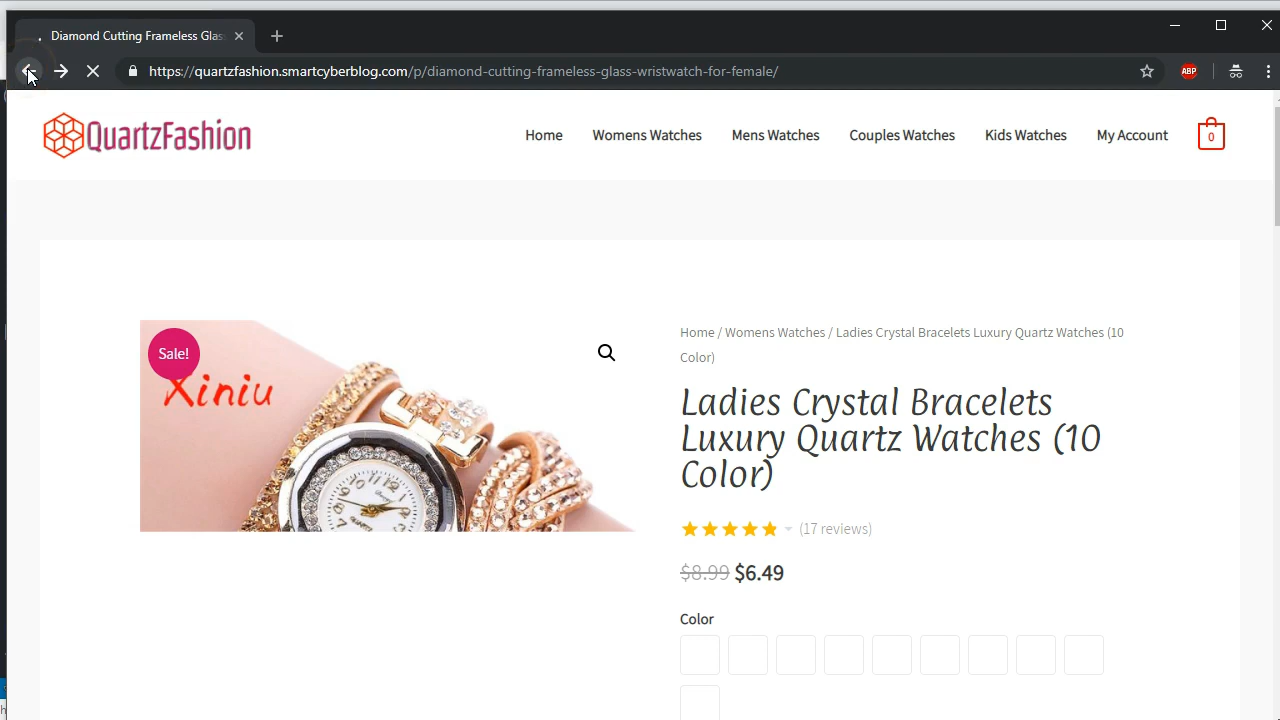 Diamond Cutting Frameless Glas
https://quartzfashion.smartcyberblog.com/p/diamond-cutting-frameless-glass-wristwatch-for-female/
ABP
QuartzFashion
Home
Womens Watches
Mens Watches
Couples Watches
Kids Watches
My Account
0
Sale!
Xiniu
Home / Womens Watches / Ladies Crystal Bracelets Luxury Quartz Watches (10
Color)
Ladies Crystal Bracelets
Luxury Quartz Watches (10
Color)
(17 reviews)
$8.99 $6.49
Color